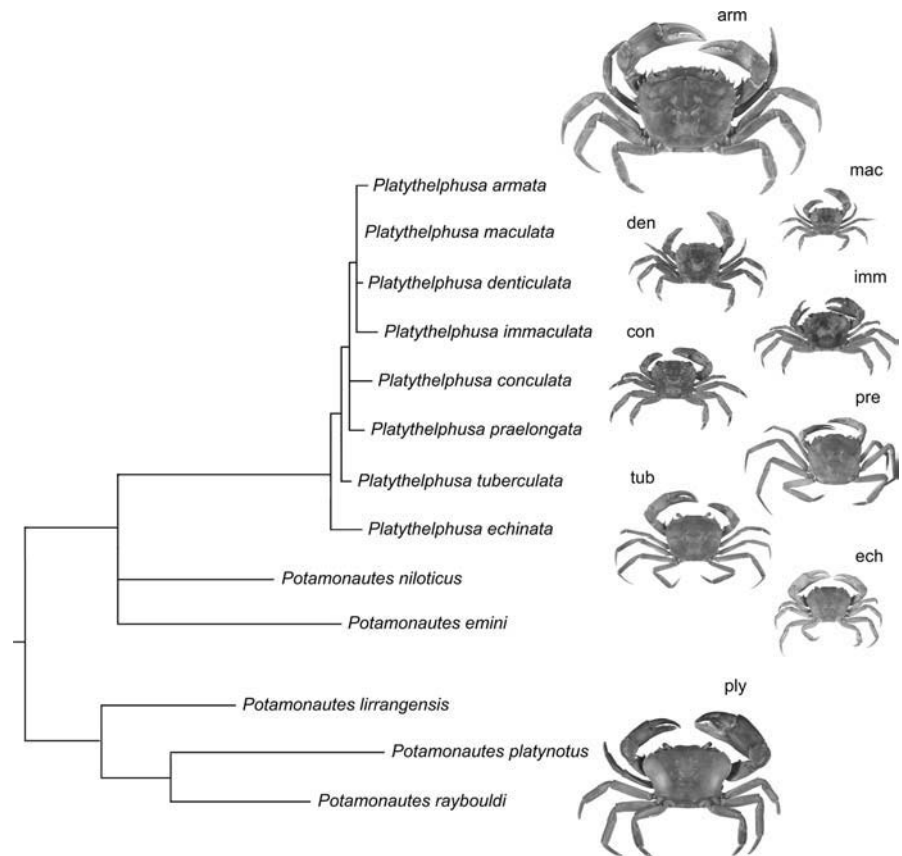 arm
mac
Platythelphusa armata
den
Platythelphusa maculata
Platythelphusa denticulata
imm
Platythelphusa immaculata
con
Platythelphusa conculata
pre
Platythelphusa praelongata
tub
Platythelphusa tuberculata
Platythelphusa echinata
ech
Potamonautes niloticus
Potamonautes emini
ply
Potamonautes lirrangensis
Potamonautes platynotus
Potamonautes raybouldi